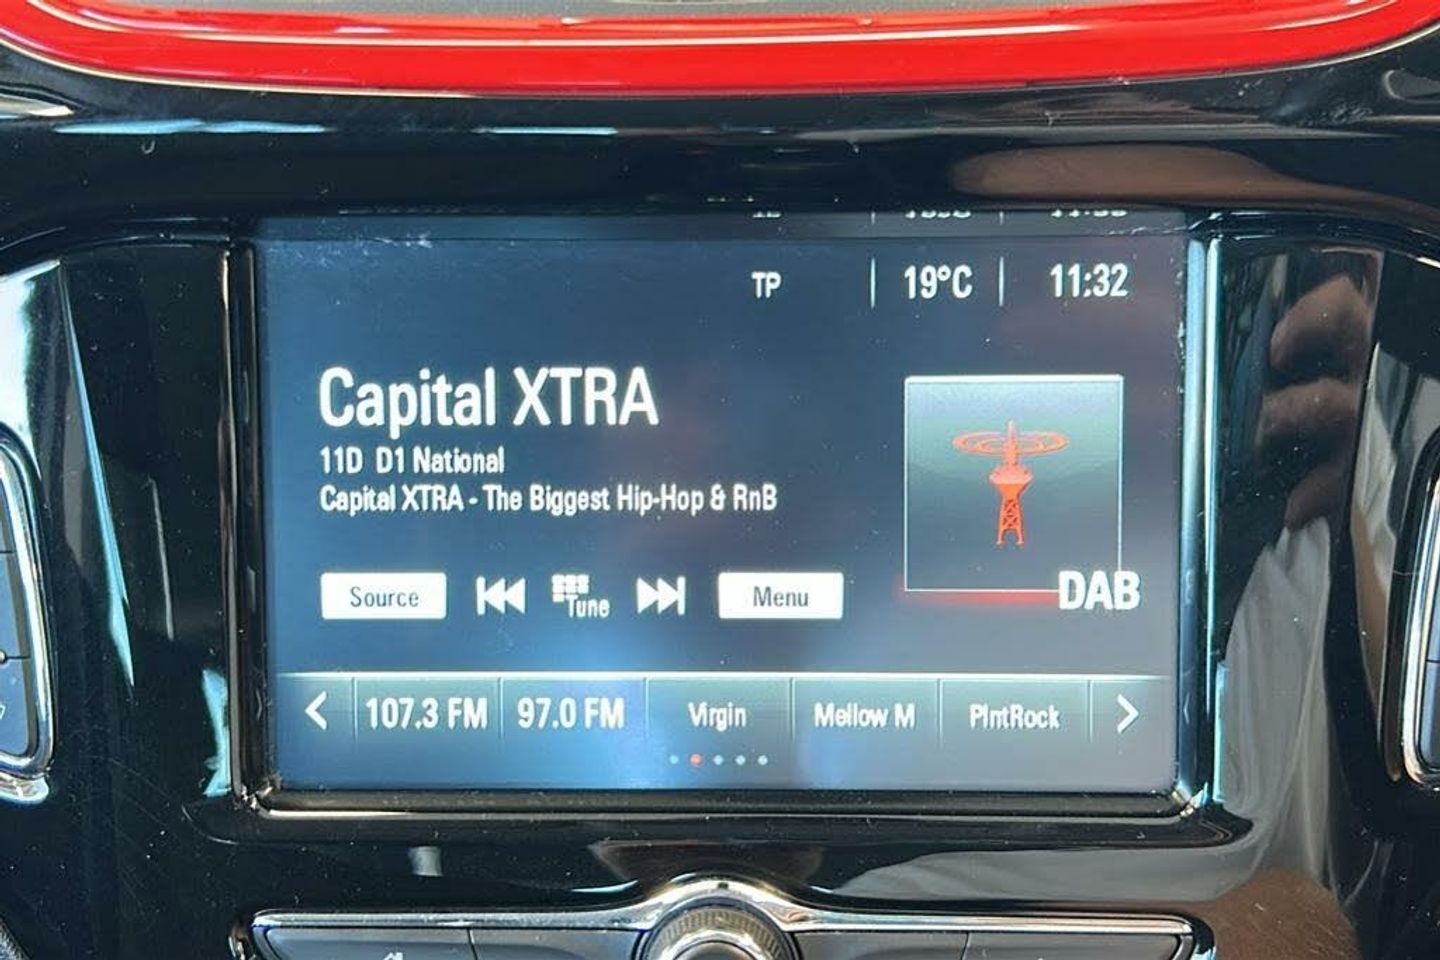 TP 19°C 11:32
Capital XTRA
11D D1 National
Capital XTRA - The Biggest Hip-Hop & RnB
Source Tune Menu
DAB
107.3 FM 97.0 FM Virgin Mellow M PlntRock